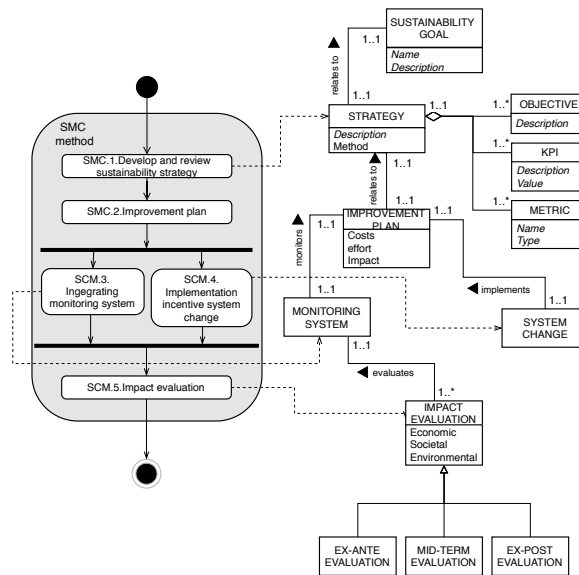 SMC
method
SMC.1.Develop and review
sustainability strategy
SMC.2.Improvement plan
SCM.3.
Ingegrating
monitoring system
SCM.4.
Implementation
incentive system
change
SCM.5.Impact evaluation
SUSTAINABILITY
GOAL
Name
Description
1..1
relates to
1..1
STRATEGY
Description
Method
1..1
1..*
OBJECTIVE
Description
1..*
KPI
Description
Value
1..*
METRIC
Name
Type
1..1
relates to
1..1
IMPROVEMENT
PLAN
Costs
effort
Impact
1..1
1..1
monitors
implements
1..1
MONITORING
SYSTEM
1..1
SYSTEM
CHANGE
1..1
evaluates
1..*
IMPACT
EVALUATION
Economic
Societal
Environmental
EX-ANTE
EVALUATION
MID-TERM
EVALUATION
EX-POST
EVALUATION